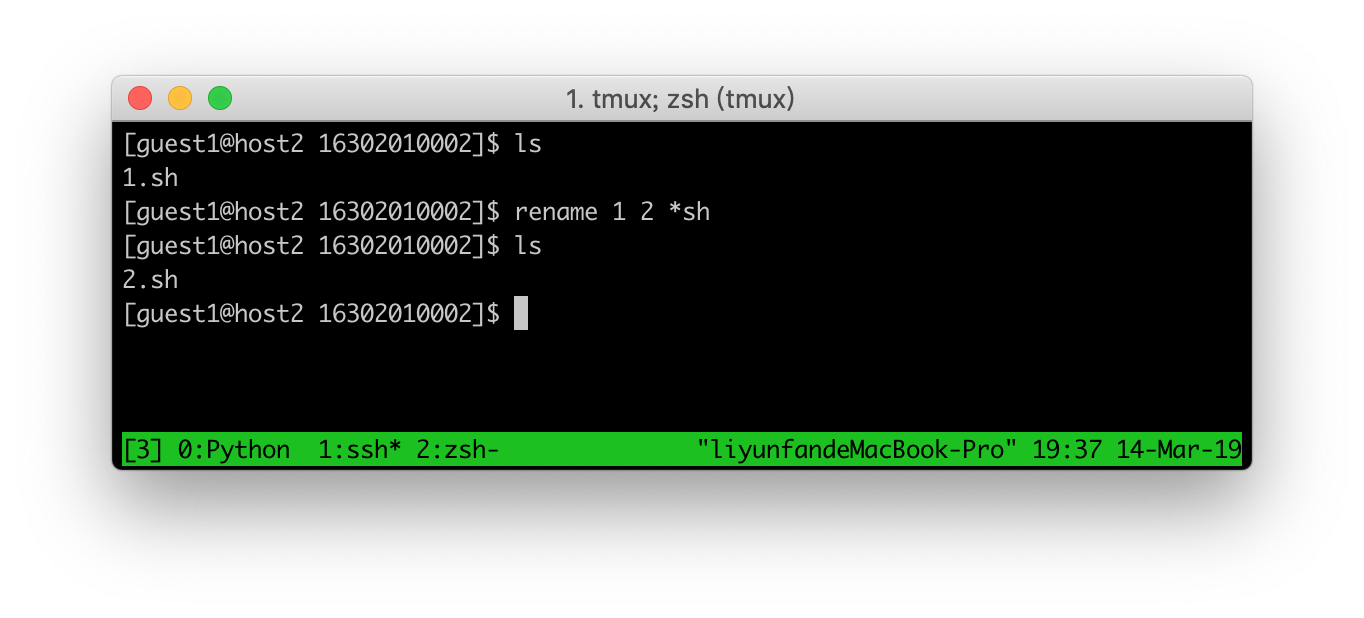 1. tmux; zsh (tmux)
[guest1@host2 16302010002]$ ls
1.sh
[guest1@host2 16302010002]$ rename 1 2 *sh
[guest1@host2 16302010002]$ ls
2.sh
[guest1@host2 16302010002]$
[3] 0:Python  1:ssh* 2:zsh-              "liyunfandeMacBook-Pro" 19:37 14-Mar-19